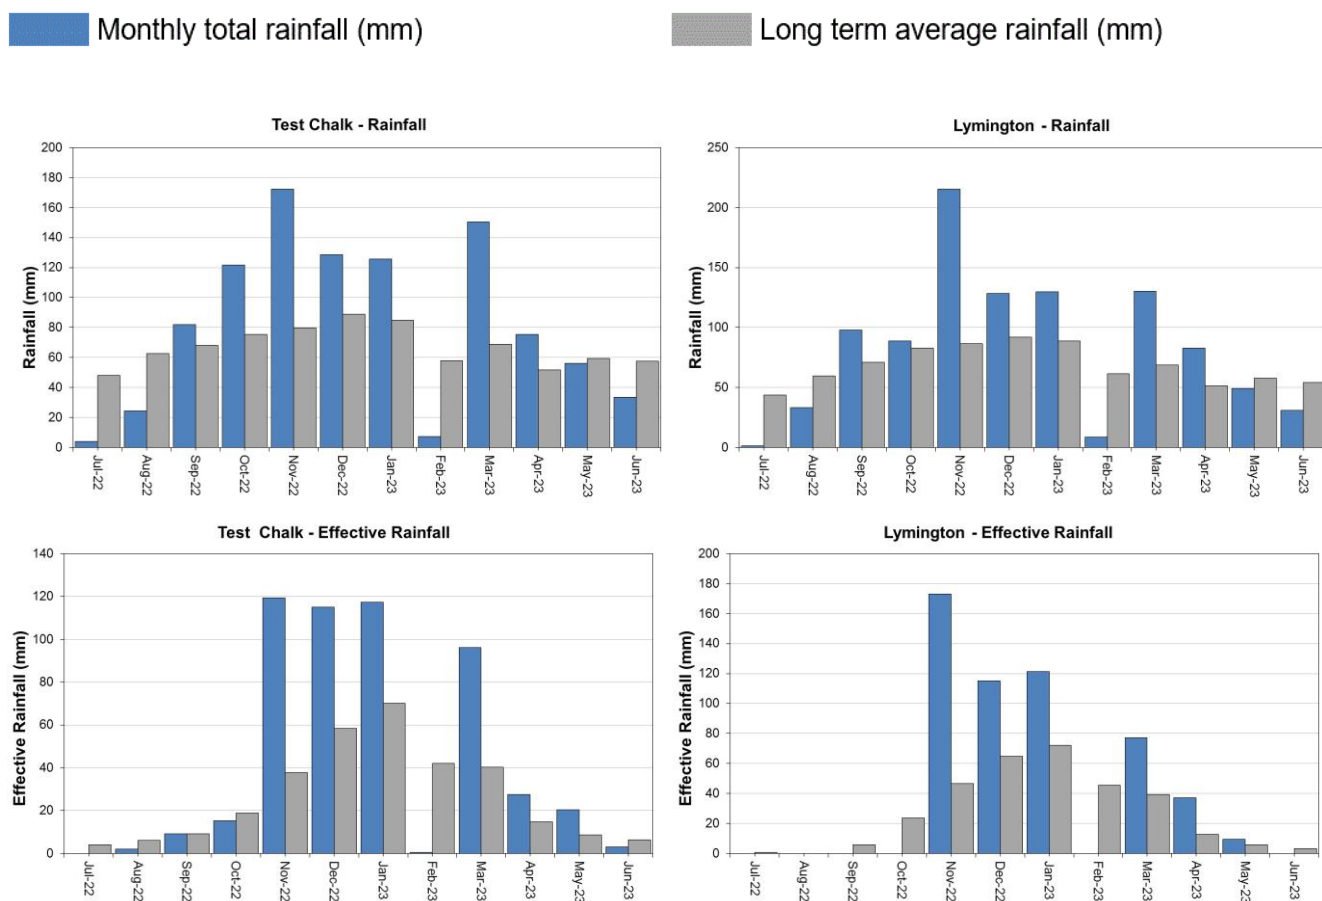 Monthly total rainfall (mm)
Long term average rainfall (mm)
Test Chalk - Rainfall
Rainfall (mm)
200
180
160
140
120
100
80
60
40
20
0
Jul-22
Aug-22
Sep-22
Oct-22
Nov-22
Dec-22
Jan-23
Feb-23
Mar-23
Apr-23
May-23
Jun-23
Lymington - Rainfall
Rainfall (mm)
250
200
150
100
50
0
Jul-22
Aug-22
Sep-22
Oct-22
Nov-22
Dec-22
Jan-23
Feb-23
Mar-23
Apr-23
May-23
Jun-23
Test Chalk - Effective Rainfall
Effective Rainfall (mm)
140
120
100
80
60
40
20
0
Jul-22
Aug-22
Sep-22
Oct-22
Nov-22
Dec-22
Jan-23
Feb-23
Mar-23
Apr-23
May-23
Jun-23
Lymington - Effective Rainfall
Effective Rainfall (mm)
200
180
160
140
120
100
80
60
40
20
0
Jul-22
Aug-22
Sep-22
Oct-22
Nov-22
Dec-22
Jan-23
Feb-23
Mar-23
Apr-23
May-23
Jun-23